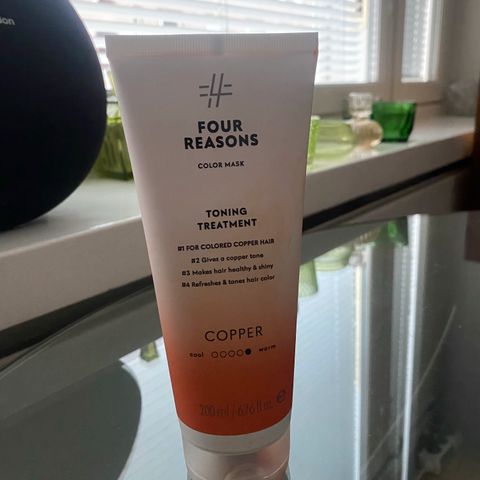 4
FOUR
REASONS
COLOR MASK
TONING
TREATMENT
#1 FOR COLORED COPPER HAIR
#2 Gives a copper tone
#3 Makes hair healthy & shiny
#4 Refreshes & tones hair color
COPPER
cool warm
200 ml / 6.76 fl. oz. e